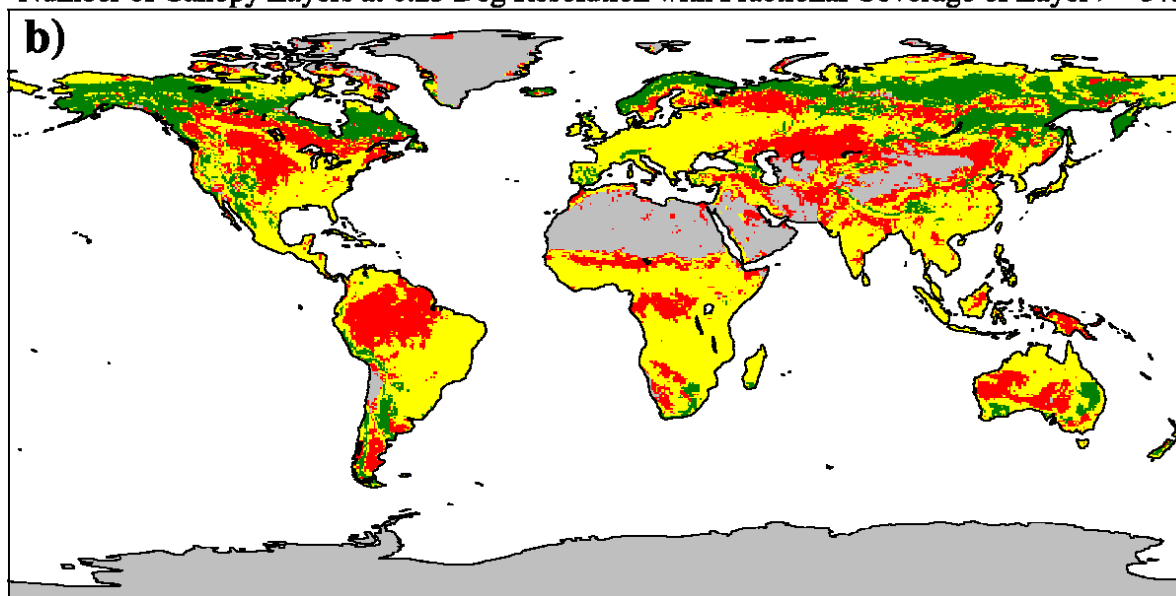 Number of Canopy Layers at 0.25 Deg Resolution with Fractional Coverage of Layer >
b)